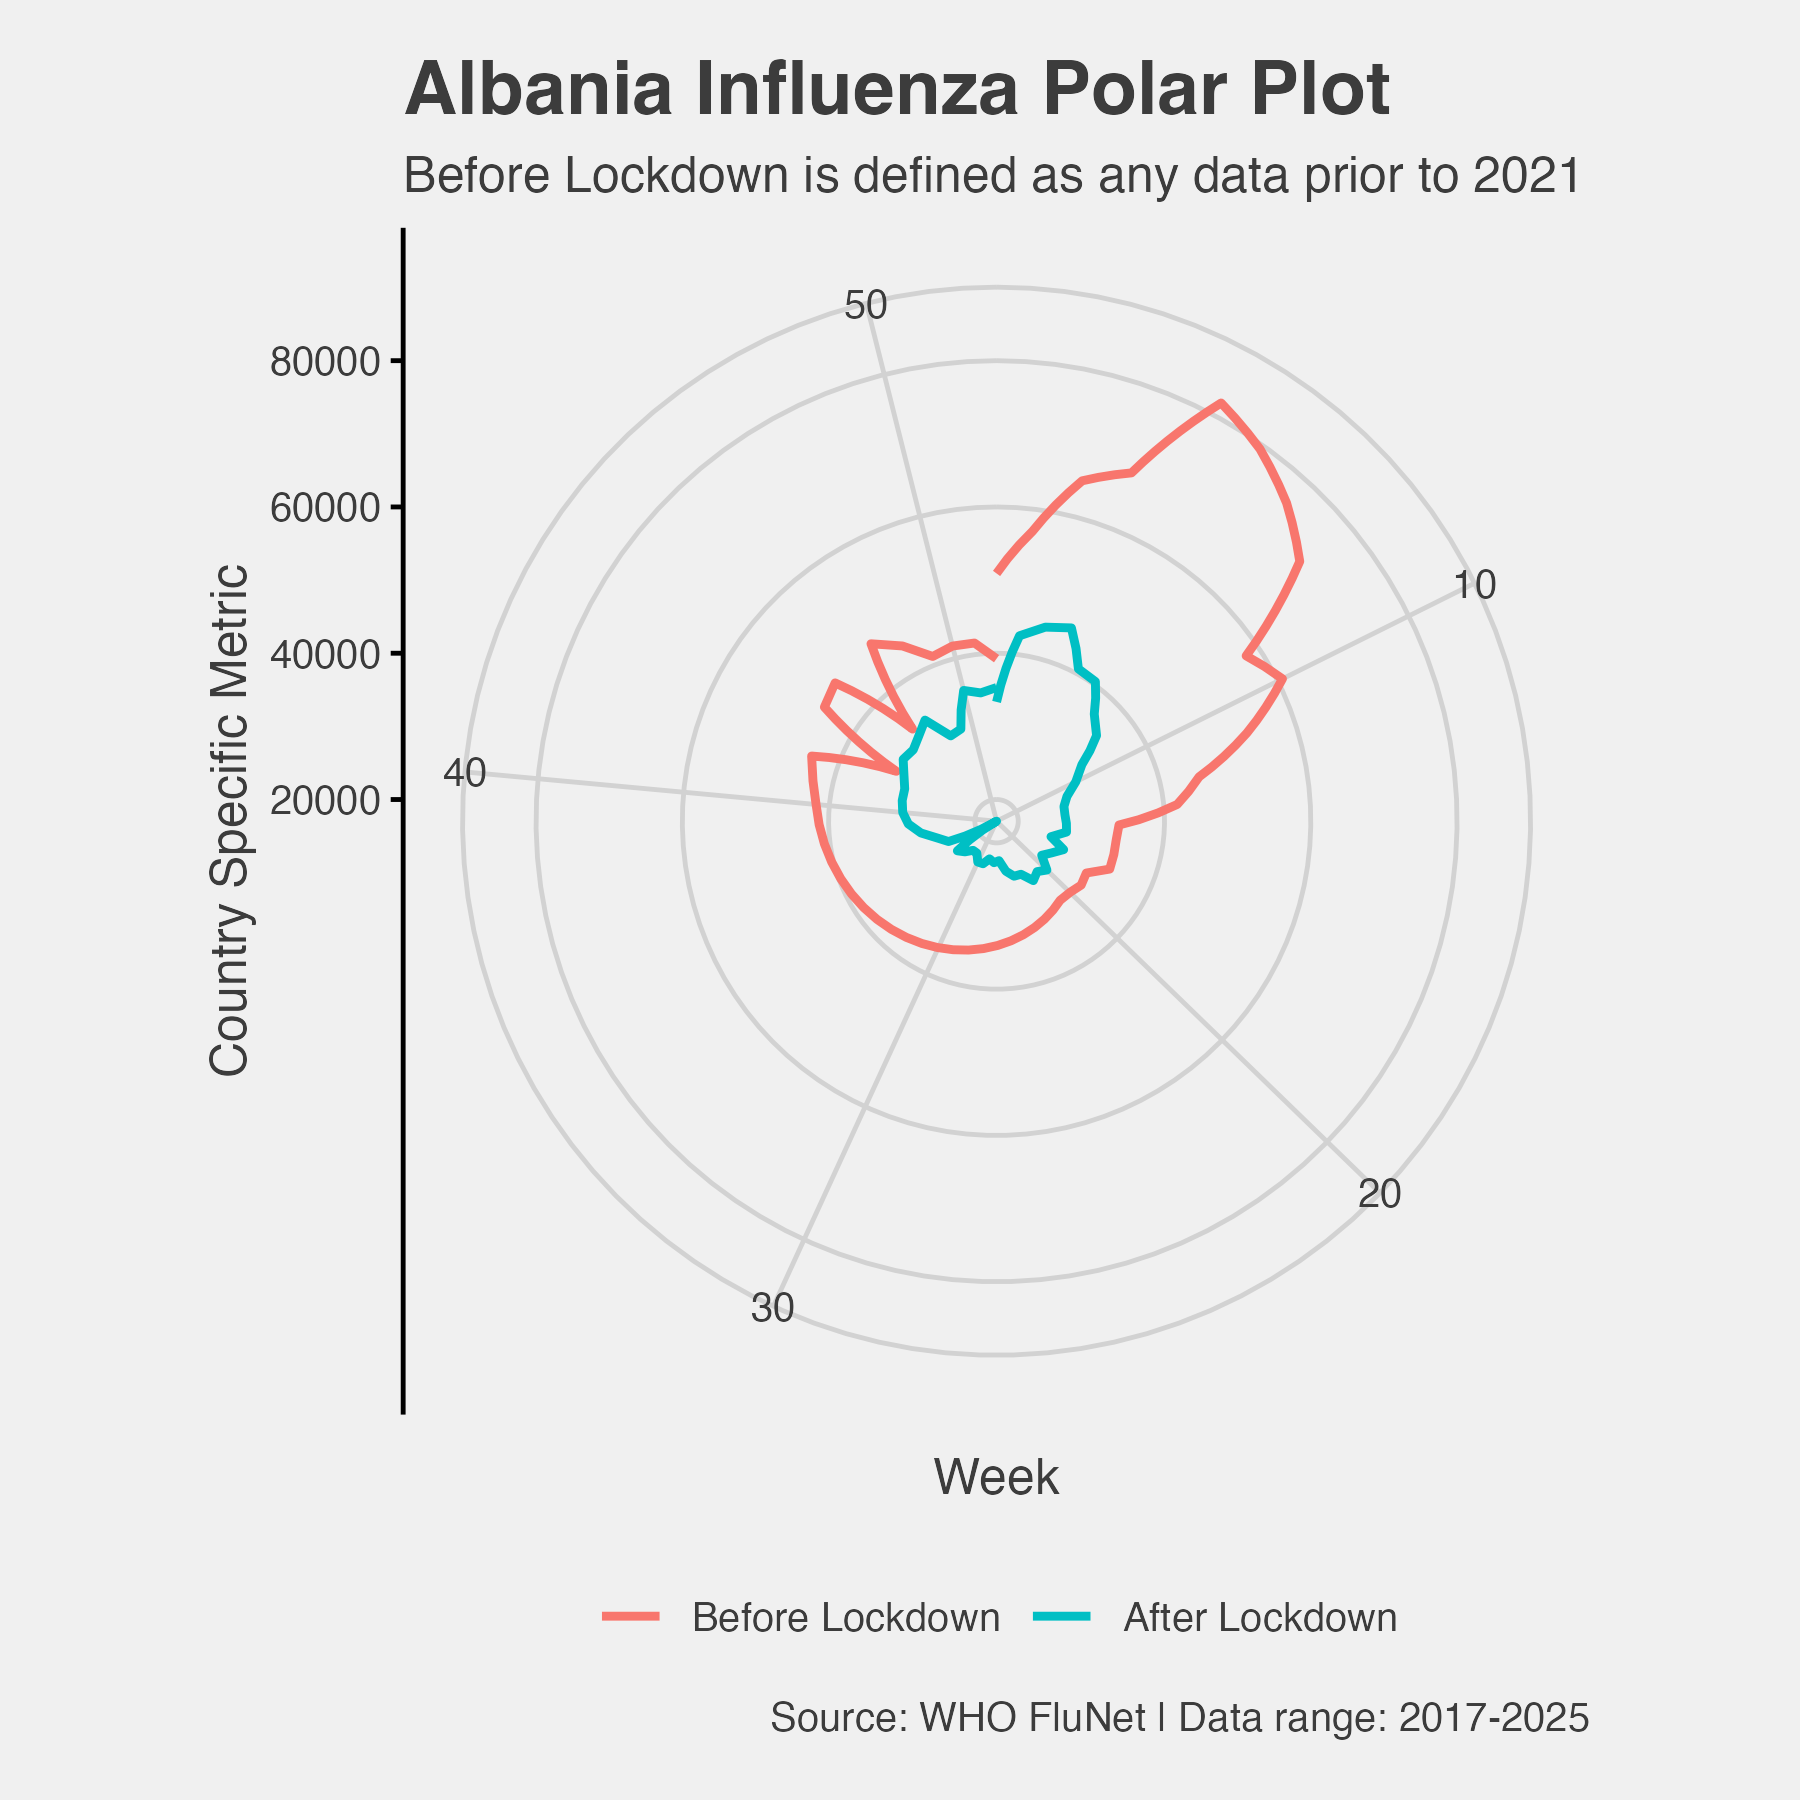 Albania Influenza Polar Plot
Before Lockdown is defined as any data prior to 2021
50
80000
60000
10
40000
40
20000
20
30
Country Specific Metric
Week
Before Lockdown
After Lockdown
Source: WHO FluNet | Data range: 2017-2025